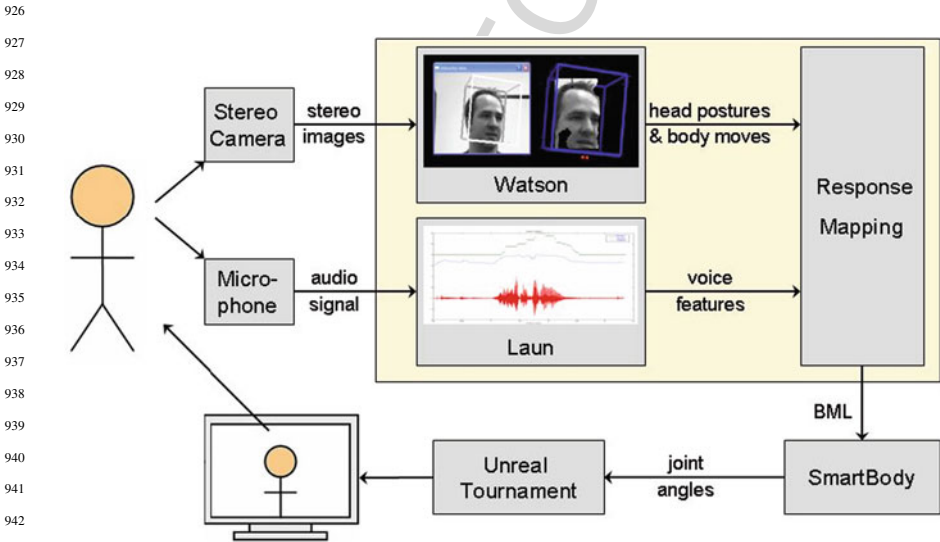 926
927
928
929
930
931
932
933
934
935
936
937
938
939
940
941
942
Stereo
Camera
stereo
images
Watson
head postures
& body moves
Response
Mapping
Micro-
phone
audio
signal
Laun
voice
features
BML
SmartBody
joint
angles
Unreal
Tournament